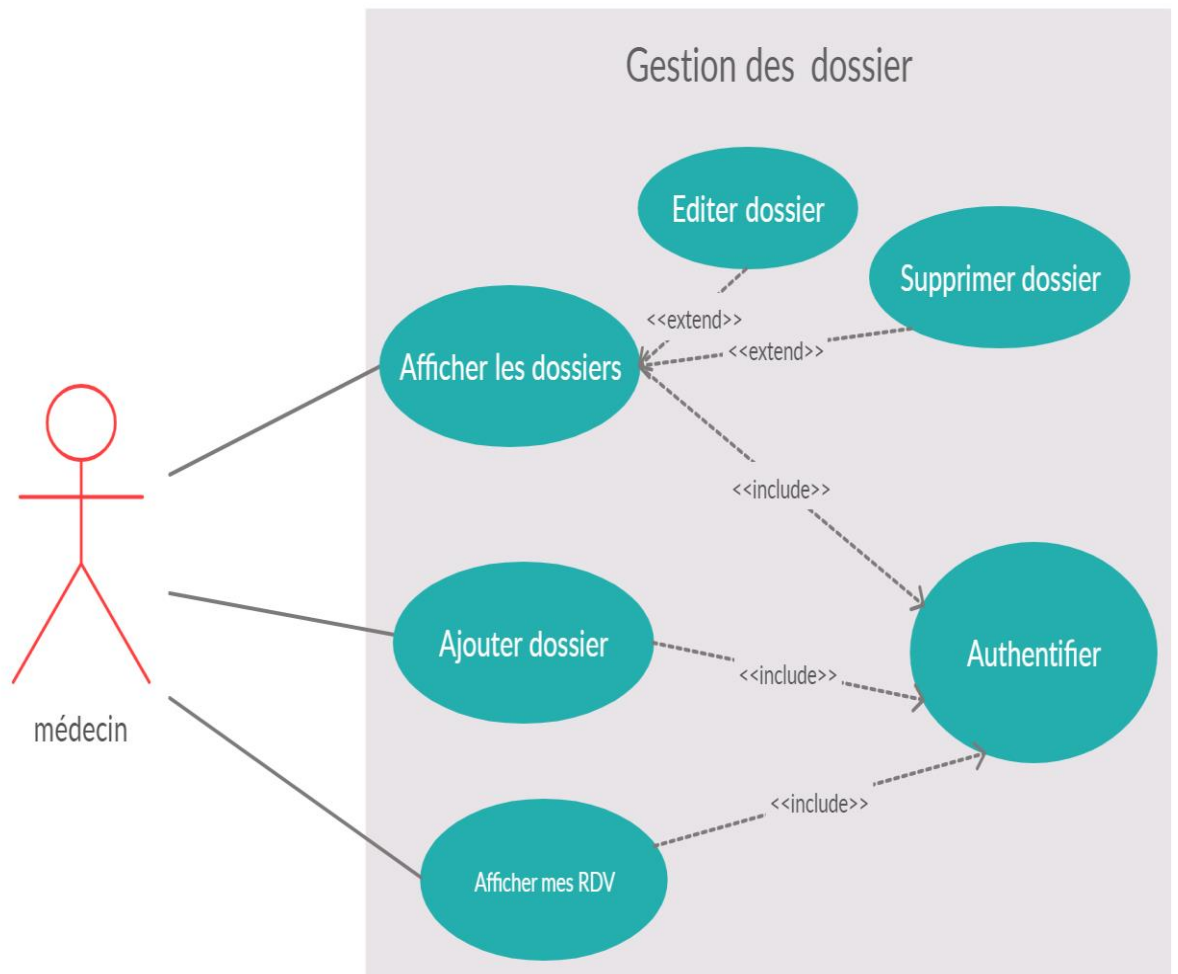 Gestion des dossier
Editer dossier
Supprimer dossier
<<extend>>
<<extend>>
Afficher les dossiers
<<include>>
Ajouter dossier
Authentifier
<<include>>
médecin
<<include>>
Afficher mes RDV